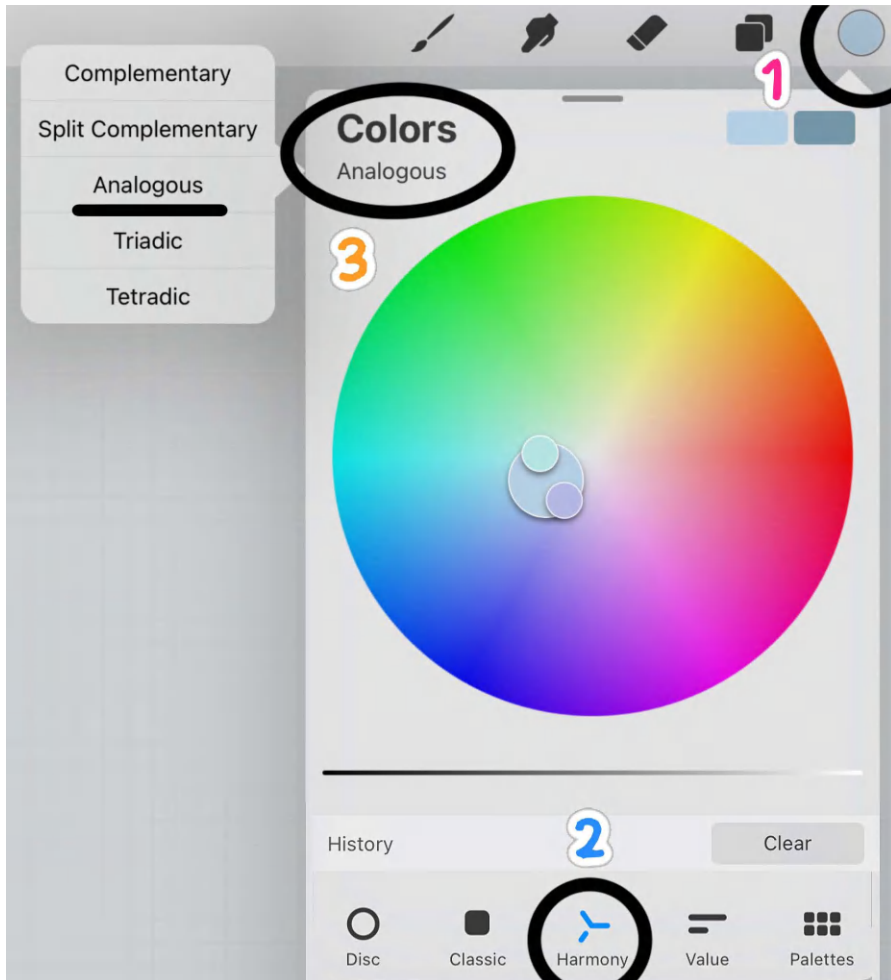 1
Complementary
Split Complementary
Analogous
Triadic
Tetradic
Colors
Analogous
3
2
History
Clear
Disc
Classic
Harmony
Value
Palettes